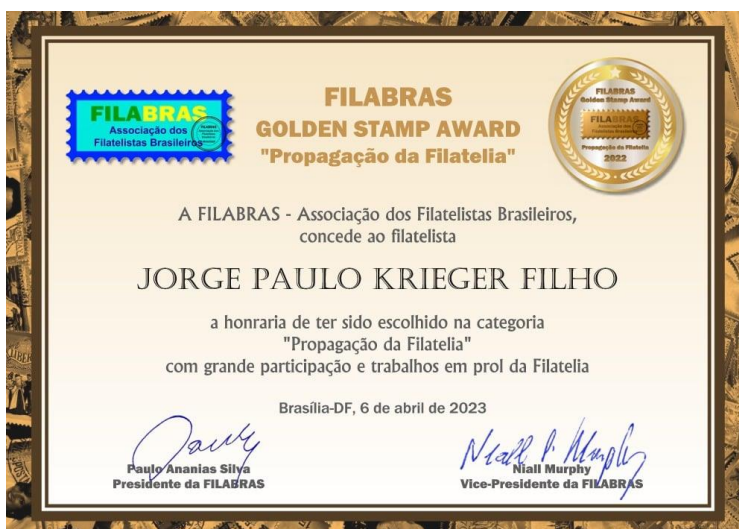 FILABRAS
Associação dos
Filatelistas Brasileiros
FILABRAS
GOLDEN STAMP AWARD
"Propagação da Filatelia"
FILABRAS
Golden Stamp Award
FILABRAS
Propagação da Filatelia
2022
A FILABRAS - Associação dos Filatelistas Brasileiros,
concede ao filatelista
JORGE PAULO KRIEGER FILHO
a honraria de ter sido escolhido na categoria
"Propagação da Filatelia"
com grande participação e trabalhos em prol da Filatelia
Brasília-DF, 6 de abril de 2023
Paulo Ananias Silva
Presidente da FILABRAS
Niall P. Murphy
Niall Murphy
Vice-Presidente da FILABRAS